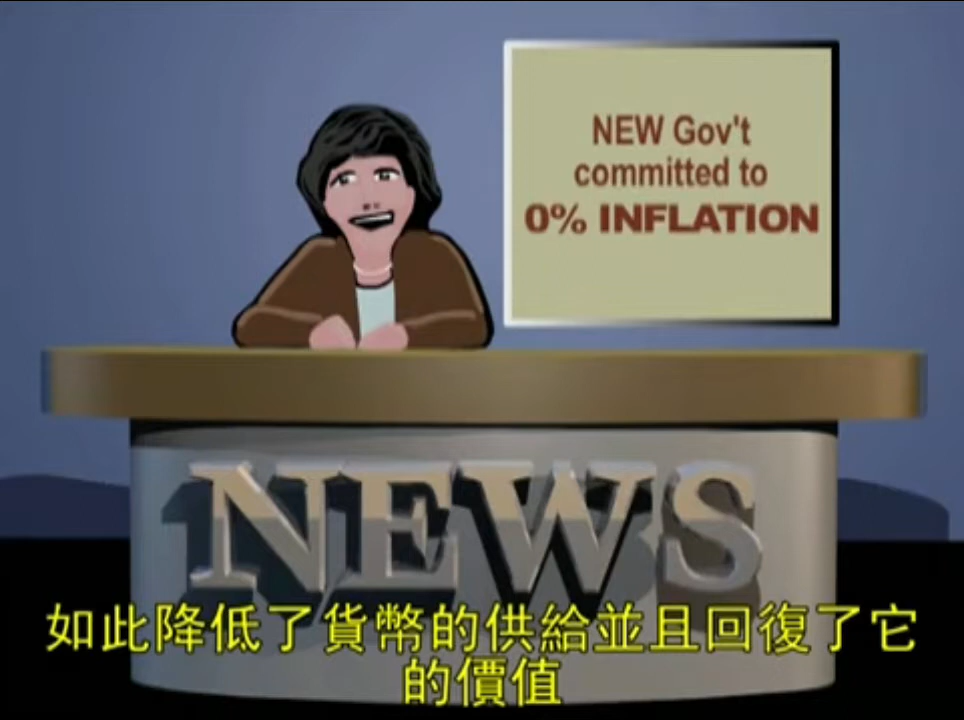 NEW Gov't
committed to
0% INFLATION
NEWS
如此降低了貨幣的供給並且回復了它
的價值